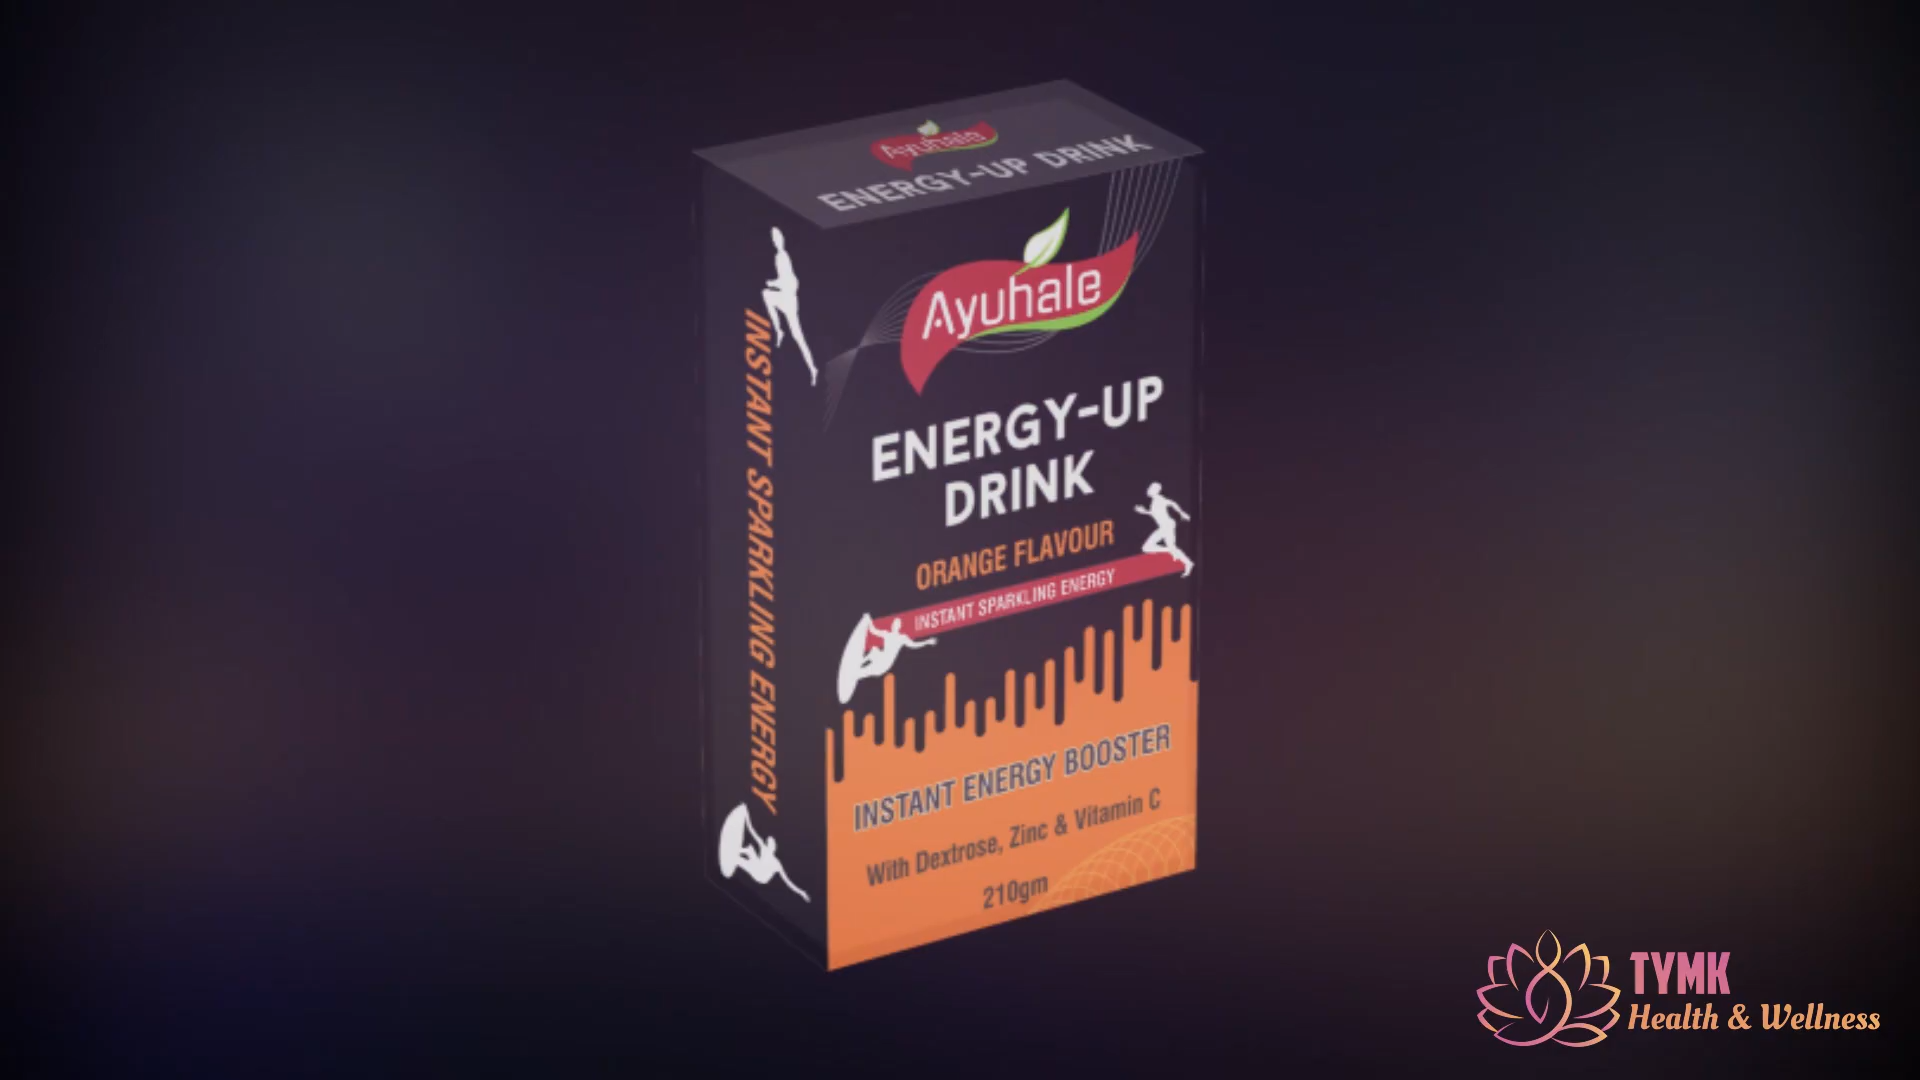 Ayuhale
ENERGY-UP DRINK
Ayuhale
ENERGY-UP
DRINK
ORANGE FLAVOUR
INSTANT SPARKLING ENERGY
INSTANT SPARKLING ENERGY
INSTANT ENERGY BOOSTER
With Dextrose, Zinc & Vitamin C
210gm
TYMK
Health & Wellness